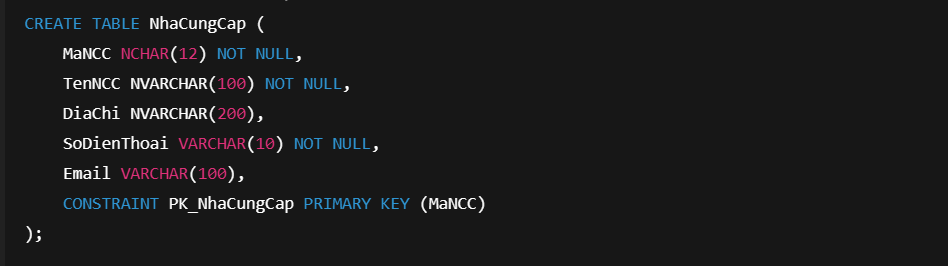 CREATE TABLE NhaCungCap (
    MaNCC NCHAR(12) NOT NULL,
    TenNCC NVARCHAR(100) NOT NULL,
    DiaChi NVARCHAR(200),
    SoDienThoai VARCHAR(10) NOT NULL,
    Email VARCHAR(100),
    CONSTRAINT PK_NhaCungCap PRIMARY KEY (MaNCC)
);